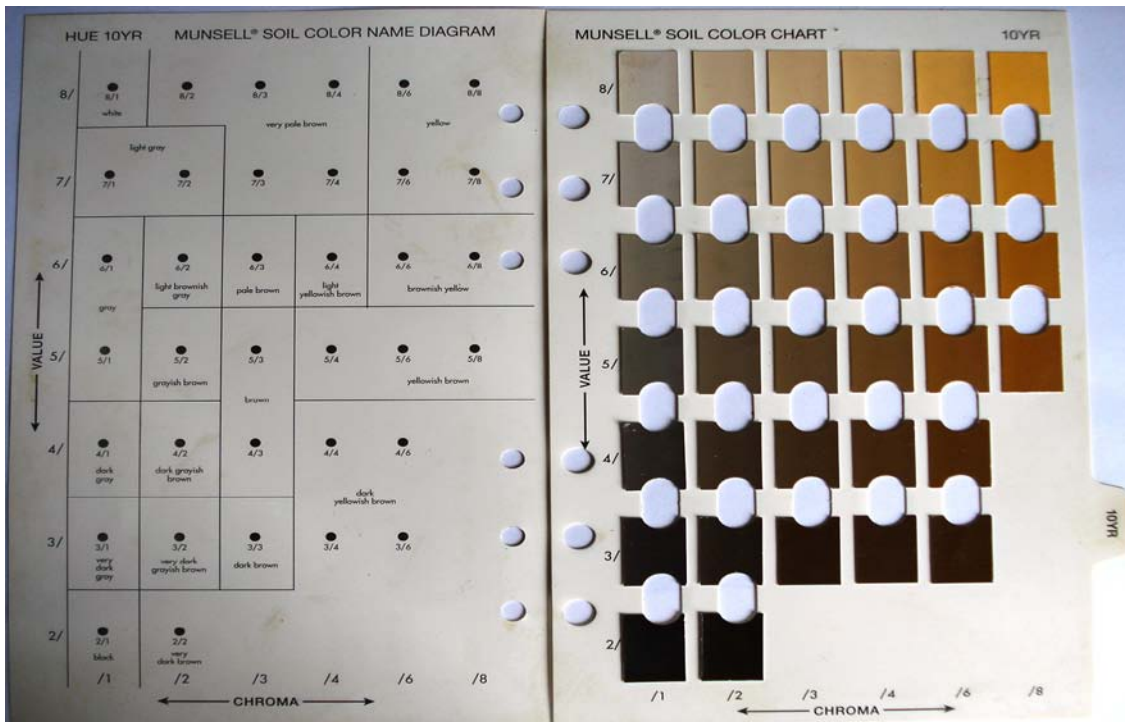 HUE 10YR MUNSELL® SOIL COLOR NAME DIAGRAM
8/
8/1 8/2 8/3 8/4 8/6 8/8
white very pale brown yellow
light gray
7/
7/1 7/2 7/3 7/4 7/6 7/8
6/
6/1 6/2 6/3 6/4 6/6 6/8
light brownish gray
pale brown
light yellowish brown
brownish yellow
gray
VALUE
5/
5/1 5/2 5/3 5/4 5/6 5/8
grayish brown yellowish brown
brown
4/
4/1 4/2 4/3 4/4 4/6
dark gray
dark grayish brown
dark yellowish brown
3/
3/1 3/2 3/3 3/4 3/6
very dark gray
very dark grayish brown
dark brown
2/
2/1 2/2
black
very dark brown
/1 /2 /3 /4 /6 /8
CHROMA
MUNSELL® SOIL COLOR CHART ™ 10YR
8/
7/
6/
VALUE
5/
4/
3/
2/
/1 /2 /3 /4 /6 /8
CHROMA
10YR